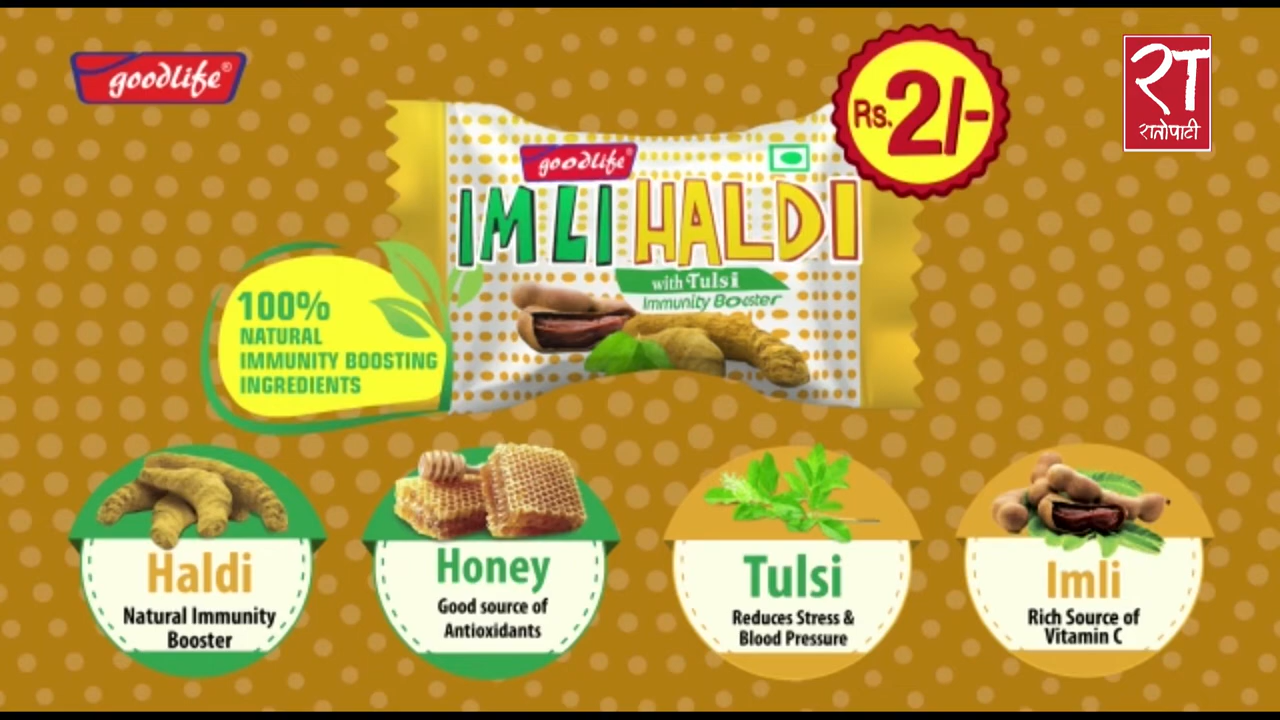 goodlife®
Rs. 2/-
रा
रातोपाटी
goodlife®
IMLI HALDI
with Tulsi
Immunity Booster
100%
NATURAL
IMMUNITY BOOSTING
INGREDIENTS
Haldi
Natural Immunity
Booster
Honey
Good source of
Antioxidants
Tulsi
Reduces Stress &
Blood Pressure
Imli
Rich Source of
Vitamin C